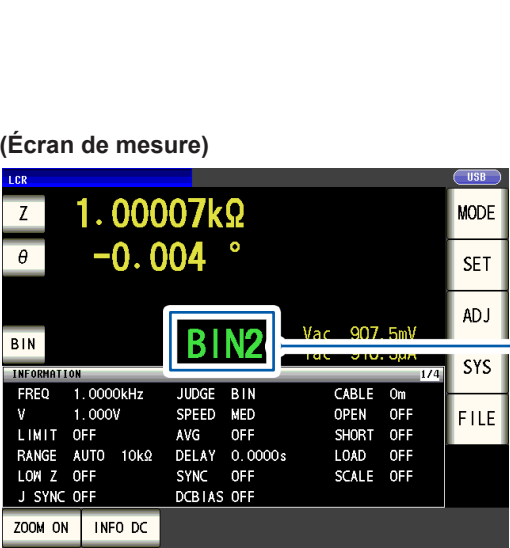 (Écran de mesure)
LCR USB
Z 1.00007kΩ MODE
θ -0.004 ° SET
ADJ
BIN BIN2 Vac 907.5mV
SYS
INFORMATION 1/4
FREQ 1.0000kHz JUDGE BIN CABLE 0m
V 1.000V SPEED MED OPEN OFF FILE
LIMIT OFF AVG OFF SHORT OFF
RANGE AUTO 10kΩ DELAY 0.0000s LOAD OFF
LOW Z OFF SYNC OFF SCALE OFF
J SYNC OFF DCBIAS OFF
ZOOM ON INFO DC